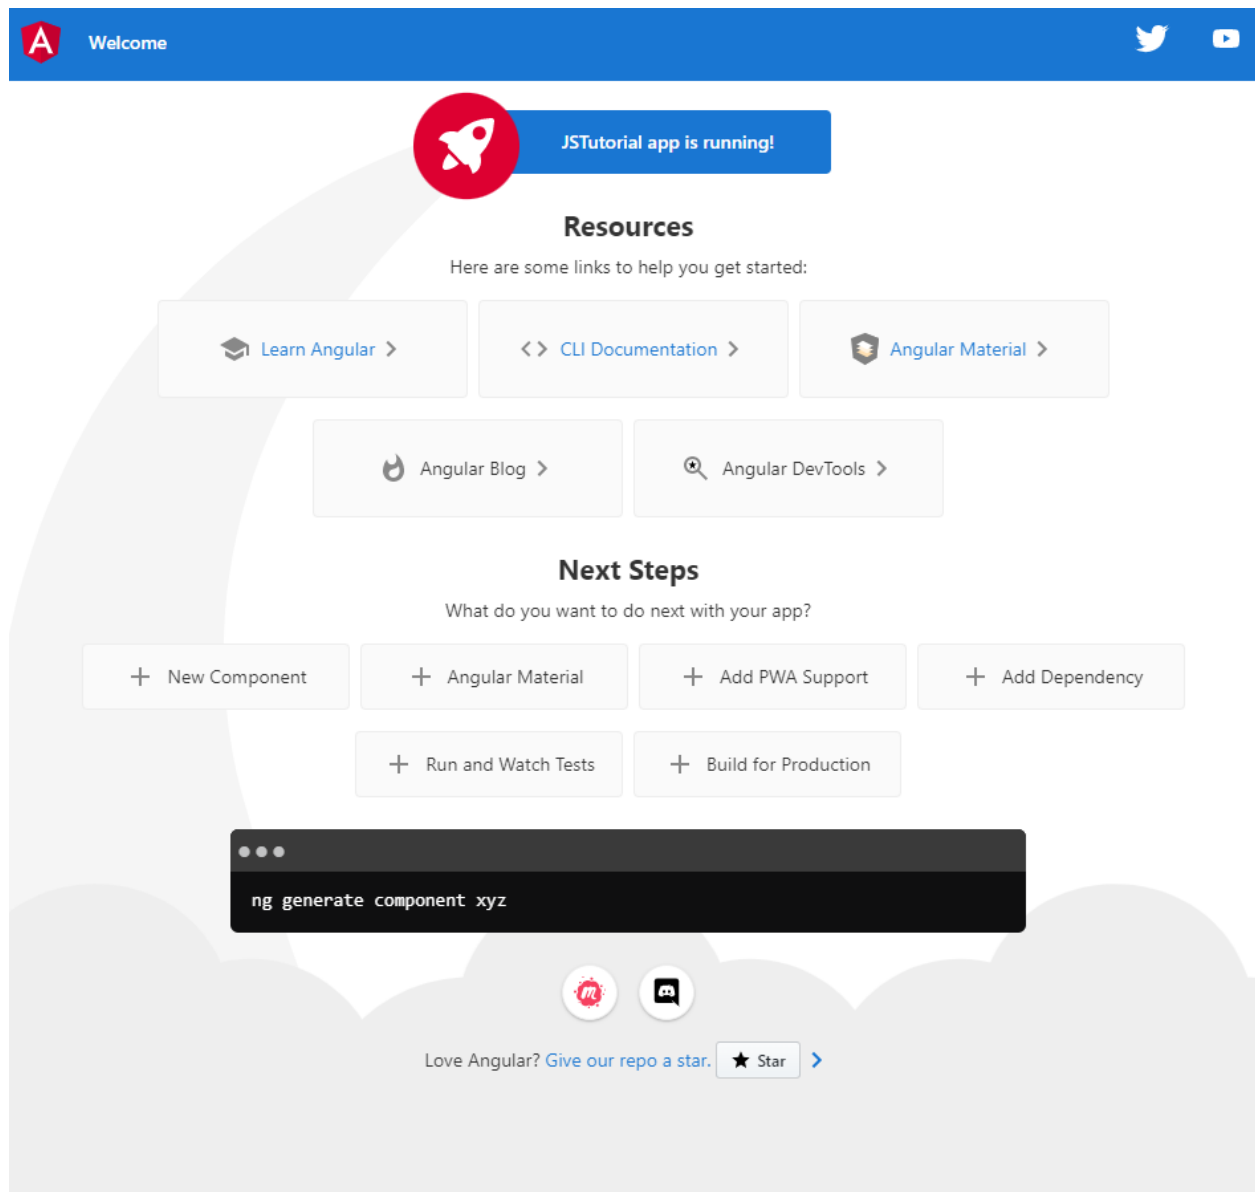 Welcome
JSTutorial app is running!
Resources
Here are some links to help you get started:
Learn Angular
CLI Documentation
Angular Material
Angular Blog
Angular DevTools
Next Steps
What do you want to do next with your app?
New Component
Angular Material
Add PWA Support
Add Dependency
Run and Watch Tests
Build for Production
ng generate component xyz
Love Angular? Give our repo a star. Star